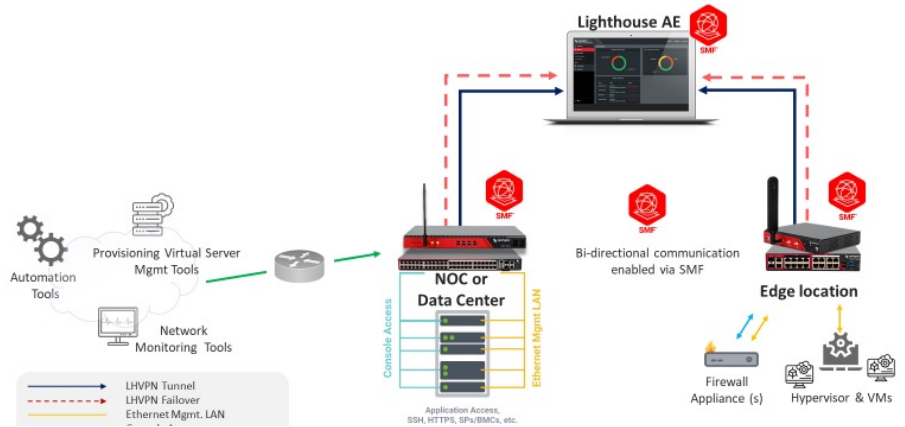 Lighthouse AE
SMF
SMF
SMF
SMF
Provisioning Virtual Server
Mgmt Tools
Automation
Tools
Network
Monitoring Tools
NOC or
Data Center
Console Access
Ethernet Mgmt LAN
Application Access,
SSH, HTTPS, SPs/BMCs, etc.
Bi-directional communication
enabled via SMF
Edge location
Firewall
Appliance (s)
Hypervisor & VMs
LHVPN Tunnel
LHVPN Failover
Ethernet Mgmt. LAN